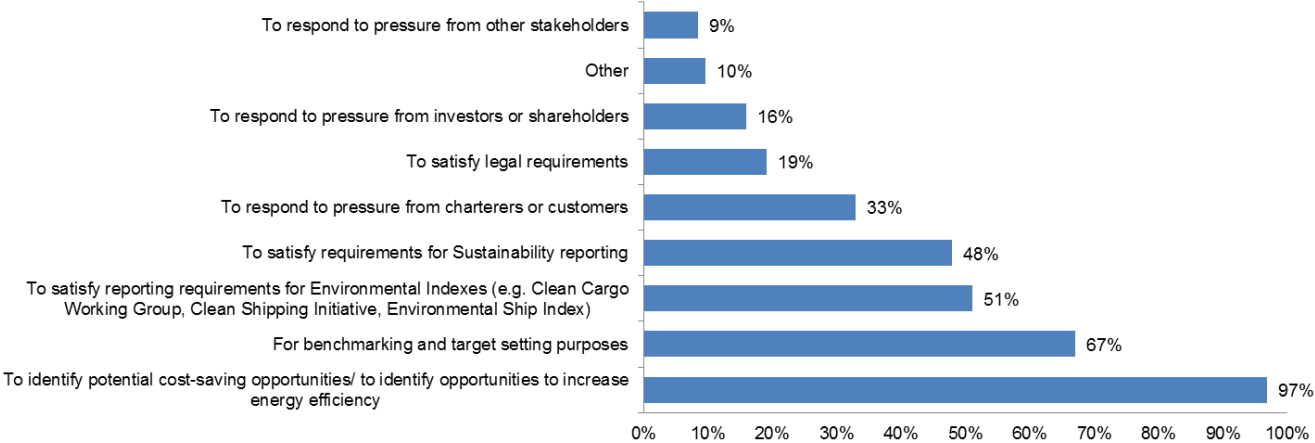 To respond to pressure from other stakeholders 9%
Other 10%
To respond to pressure from investors or shareholders 16%
To satisfy legal requirements 19%
To respond to pressure from charterers or customers 33%
To satisfy requirements for Sustainability reporting 48%
To satisfy reporting requirements for Environmental Indexes (e.g. Clean Cargo
Working Group, Clean Shipping Initiative, Environmental Ship Index) 51%
For benchmarking and target setting purposes 67%
To identify potential cost-saving opportunities/ to identify opportunities to increase
energy efficiency 97%
0% 10% 20% 30% 40% 50% 60% 70% 80% 90% 100%